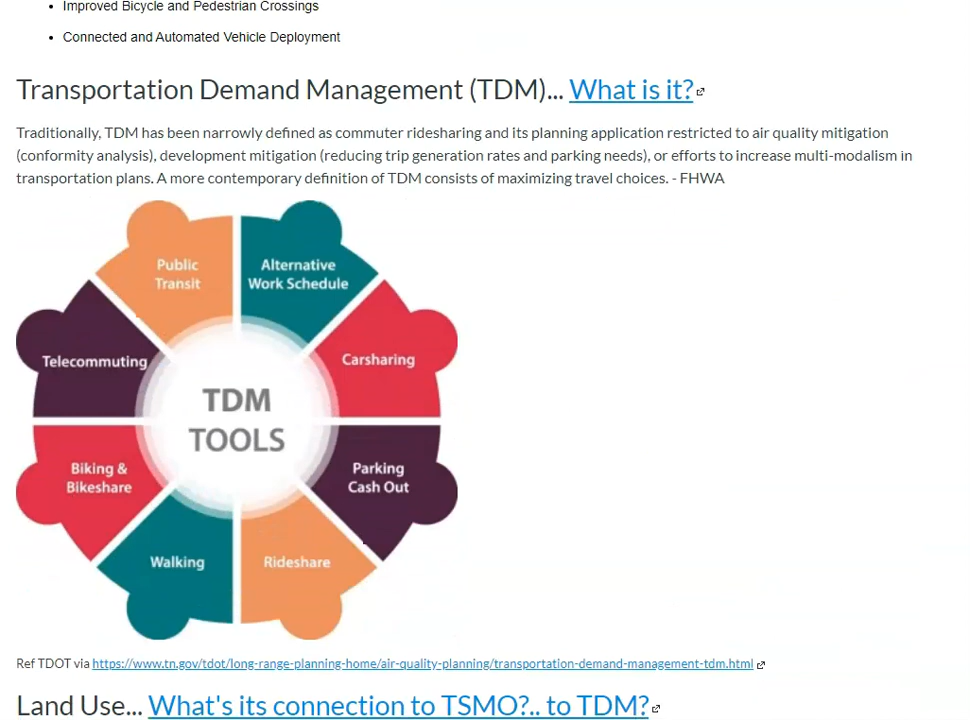 Improved Bicycle and Pedestrian Crossings
Connected and Automated Vehicle Deployment
Transportation Demand Management (TDM)... What is it?
Traditionally, TDM has been narrowly defined as commuter ridesharing and its planning application restricted to air quality mitigation
(conformity analysis), development mitigation (reducing trip generation rates and parking needs), or efforts to increase multi-modalism in
transportation plans. A more contemporary definition of TDM consists of maximizing travel choices. - FHWA
Public
Transit
Alternative
Work Schedule
Telecommuting
Carsharing
TDM
TOOLS
Biking &
Bikeshare
Parking
Cash Out
Walking
Rideshare
Ref TDOT via https://www.tn.gov/tdot/long-range-planning-home/air-quality-planning/transportation-demand-management-tdm.html
Land Use... What's its connection to TSMO?.. to TDM?